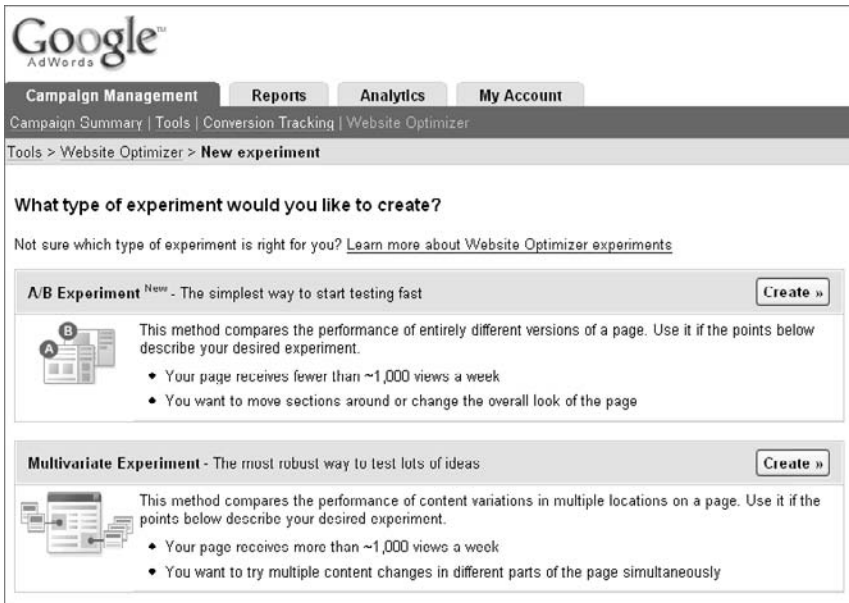 Google™
AdWords
Campaign Management Reports Analytics My Account
Campaign Summary | Tools | Conversion Tracking | Website Optimizer
Tools > Website Optimizer > New experiment
What type of experiment would you like to create?
Not sure which type of experiment is right for you? Learn more about Website Optimizer experiments
A/B Experiment New - The simplest way to start testing fast Create »
B
A
This method compares the performance of entirely different versions of a page. Use it if the points below
describe your desired experiment.
• Your page receives fewer than ~1,000 views a week
• You want to move sections around or change the overall look of the page
Multivariate Experiment - The most robust way to test lots of ideas Create »
This method compares the performance of content variations in multiple locations on a page. Use it if the
points below describe your desired experiment.
• Your page receives more than ~1,000 views a week
• You want to try multiple content changes in different parts of the page simultaneously